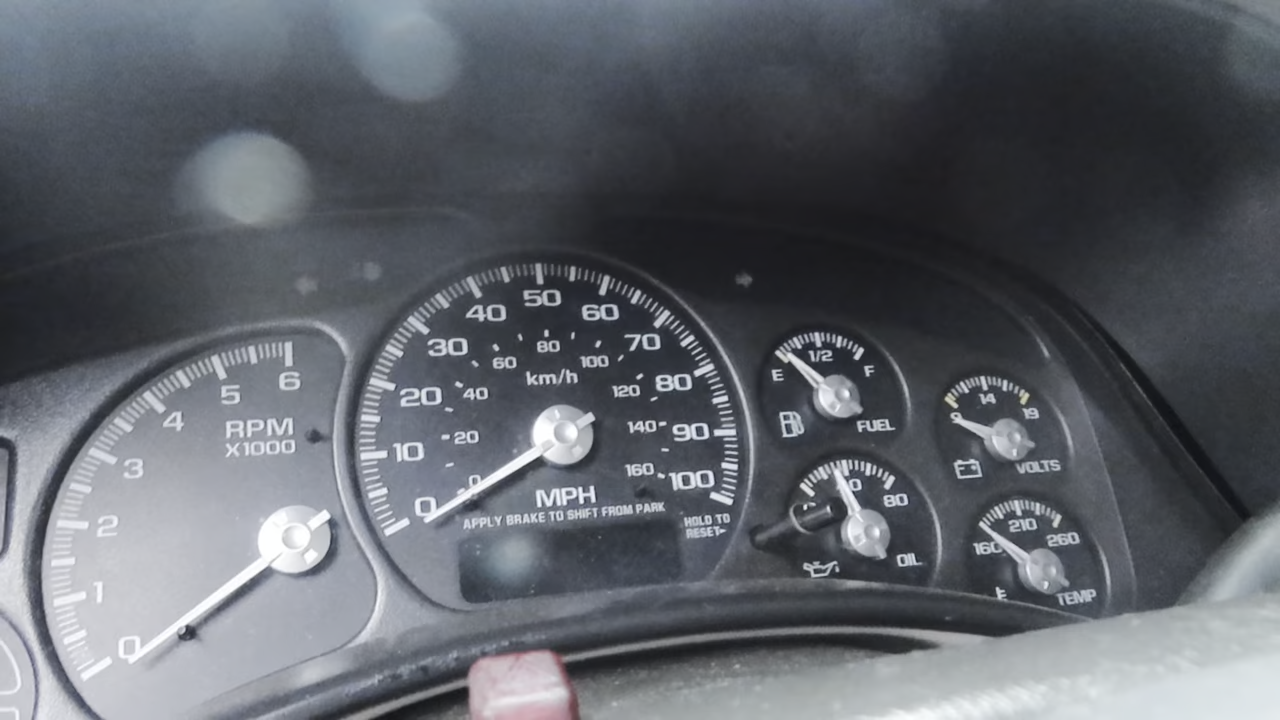 0
1
2
3
4
5
6
RPM
X1000
0
10
20
30
40
50
60
70
80
90
100
0
20
40
60
80
100
120
140
160
km/h
MPH
APPLY BRAKE TO SHIFT FROM PARK
HOLD TO
RESET
E
1/2
F
FUEL
80
OIL
9
14
19
VOLTS
160
210
260
TEMP